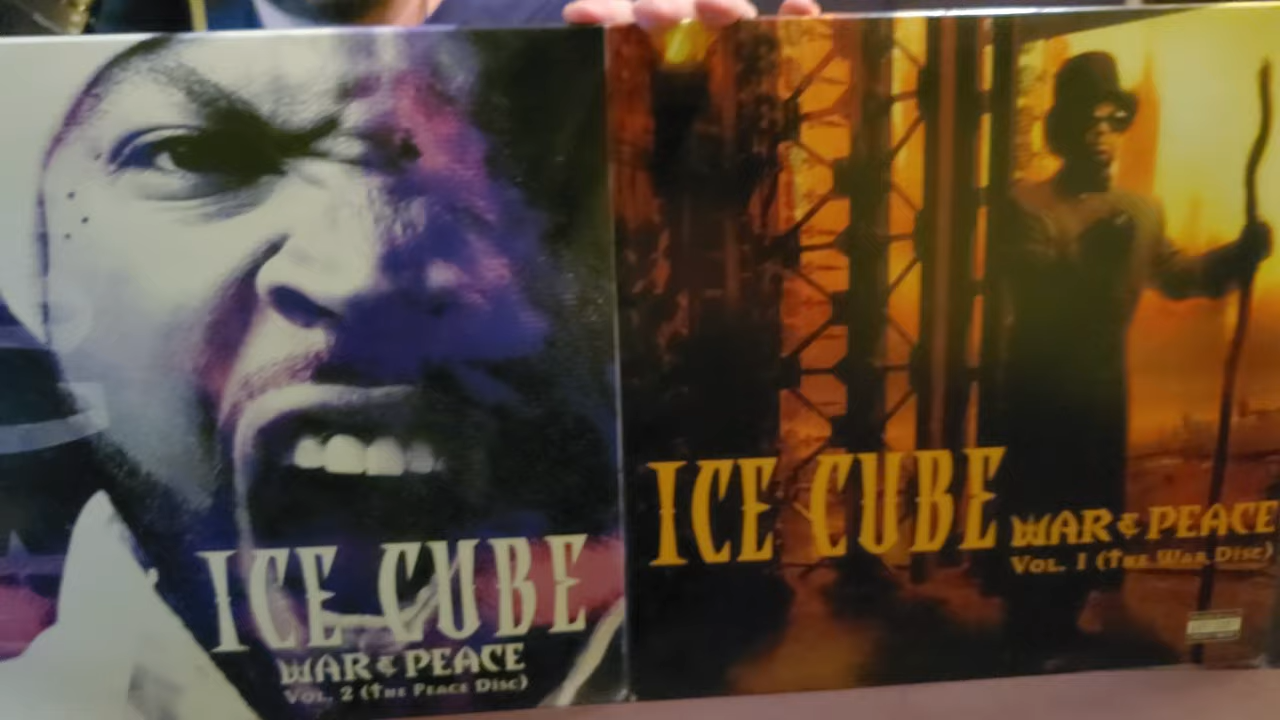 ICE CUBE
WAR & PEACE
VOL. 2 (THE PEACE DISC)
ICE CUBE
WAR & PEACE
VOL. 1 (THE WAR DISC)